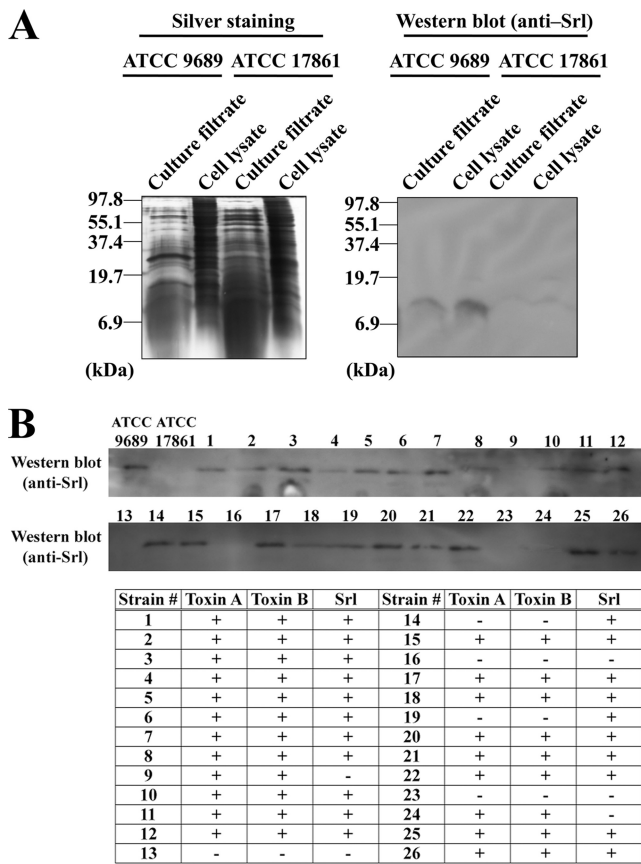 A
Silver staining
Western blot (anti–Srl)
ATCC 9689 ATCC 17861
ATCC 9689 ATCC 17861
Culture filtrate
Cell lysate
Culture filtrate
Cell lysate
Culture filtrate
Cell lysate
Culture filtrate
Cell lysate
97.8
55.1
37.4
19.7
6.9
(kDa)
97.8
55.1
37.4
19.7
6.9
(kDa)
B
ATCC ATCC
9689 17861 1 2 3 4 5 6 7 8 9 10 11 12
Western blot
(anti-Srl)
13 14 15 16 17 18 19 20 21 22 23 24 25 26
Western blot
(anti-Srl)
Strain # Toxin A Toxin B Srl Strain # Toxin A Toxin B Srl
1 + + + 14 - - +
2 + + + 15 + + +
3 + + + 16 - - -
4 + + + 17 + + +
5 + + + 18 + + +
6 + + + 19 - - +
7 + + + 20 + + +
8 + + + 21 + + +
9 + + - 22 + + +
10 + + + 23 - - -
11 + + + 24 + + -
12 + + + 25 + + +
13 - - - 26 + + +